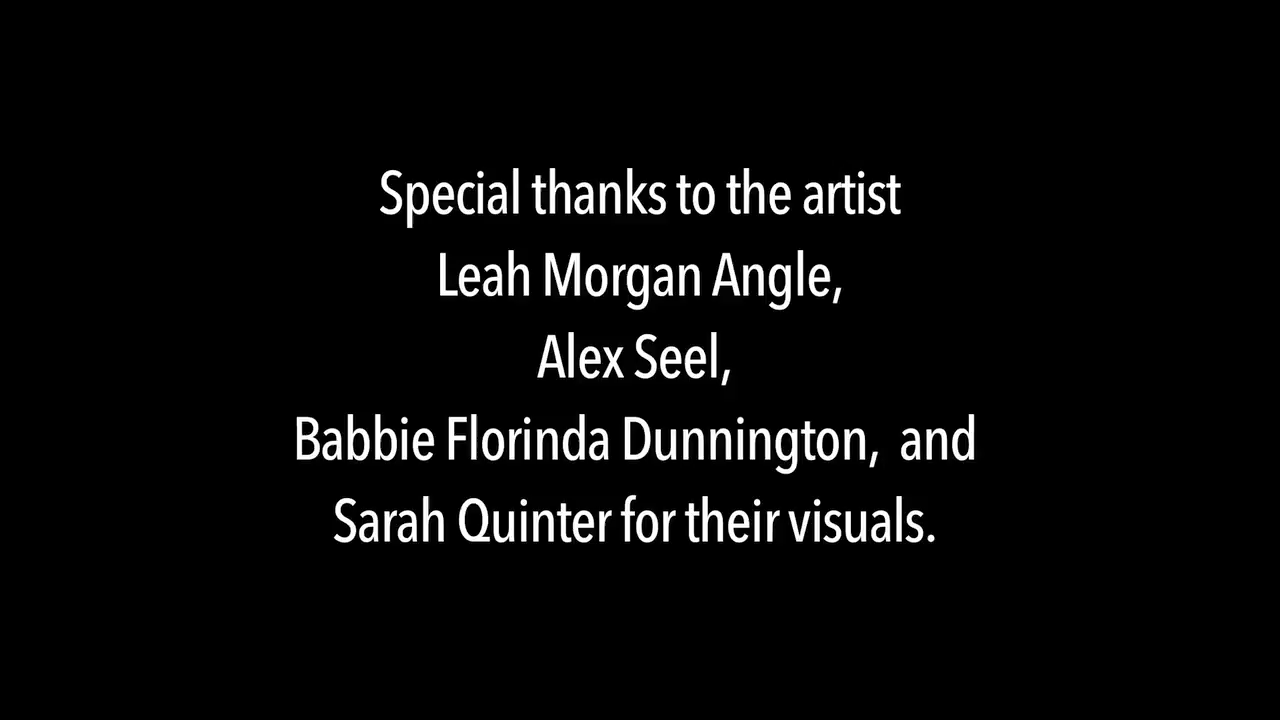 Special thanks to the artist
Leah Morgan Angle,
Alex Seel,
Babbie Florinda Dunnington,  and
Sarah Quinter for their visuals.